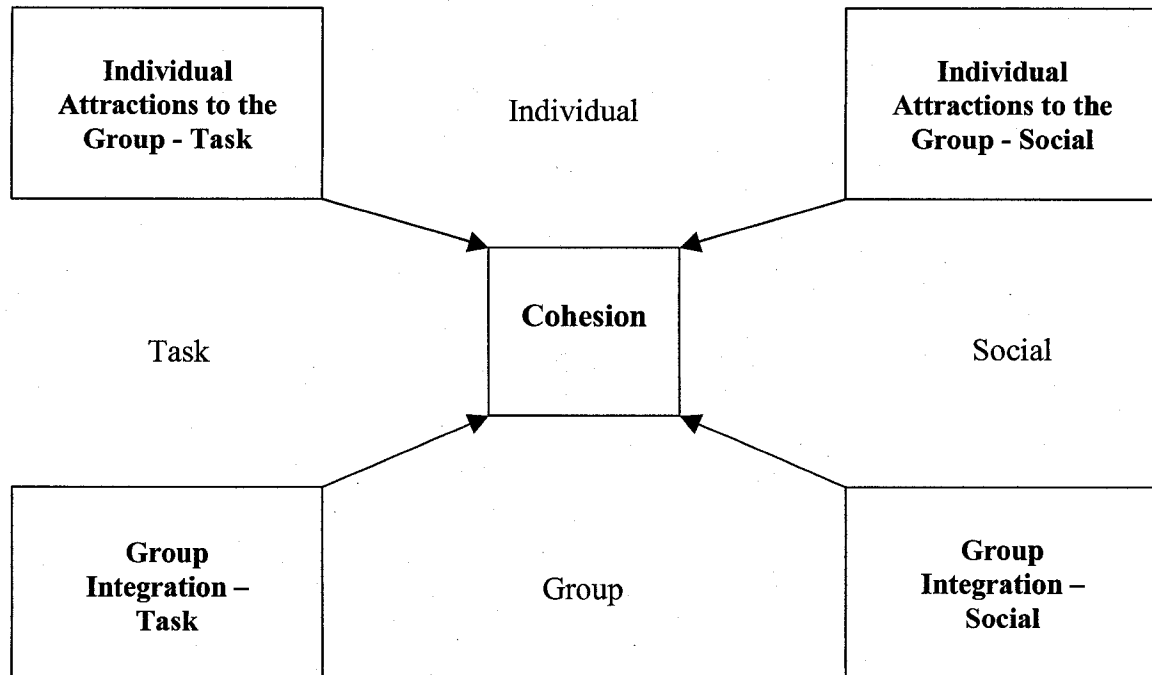 Individual
Attractions to the
Group - Task
Individual
Individual
Attractions to the
Group - Social
Cohesion
Task
Social
Group
Integration –
Task
Group
Group
Integration –
Social